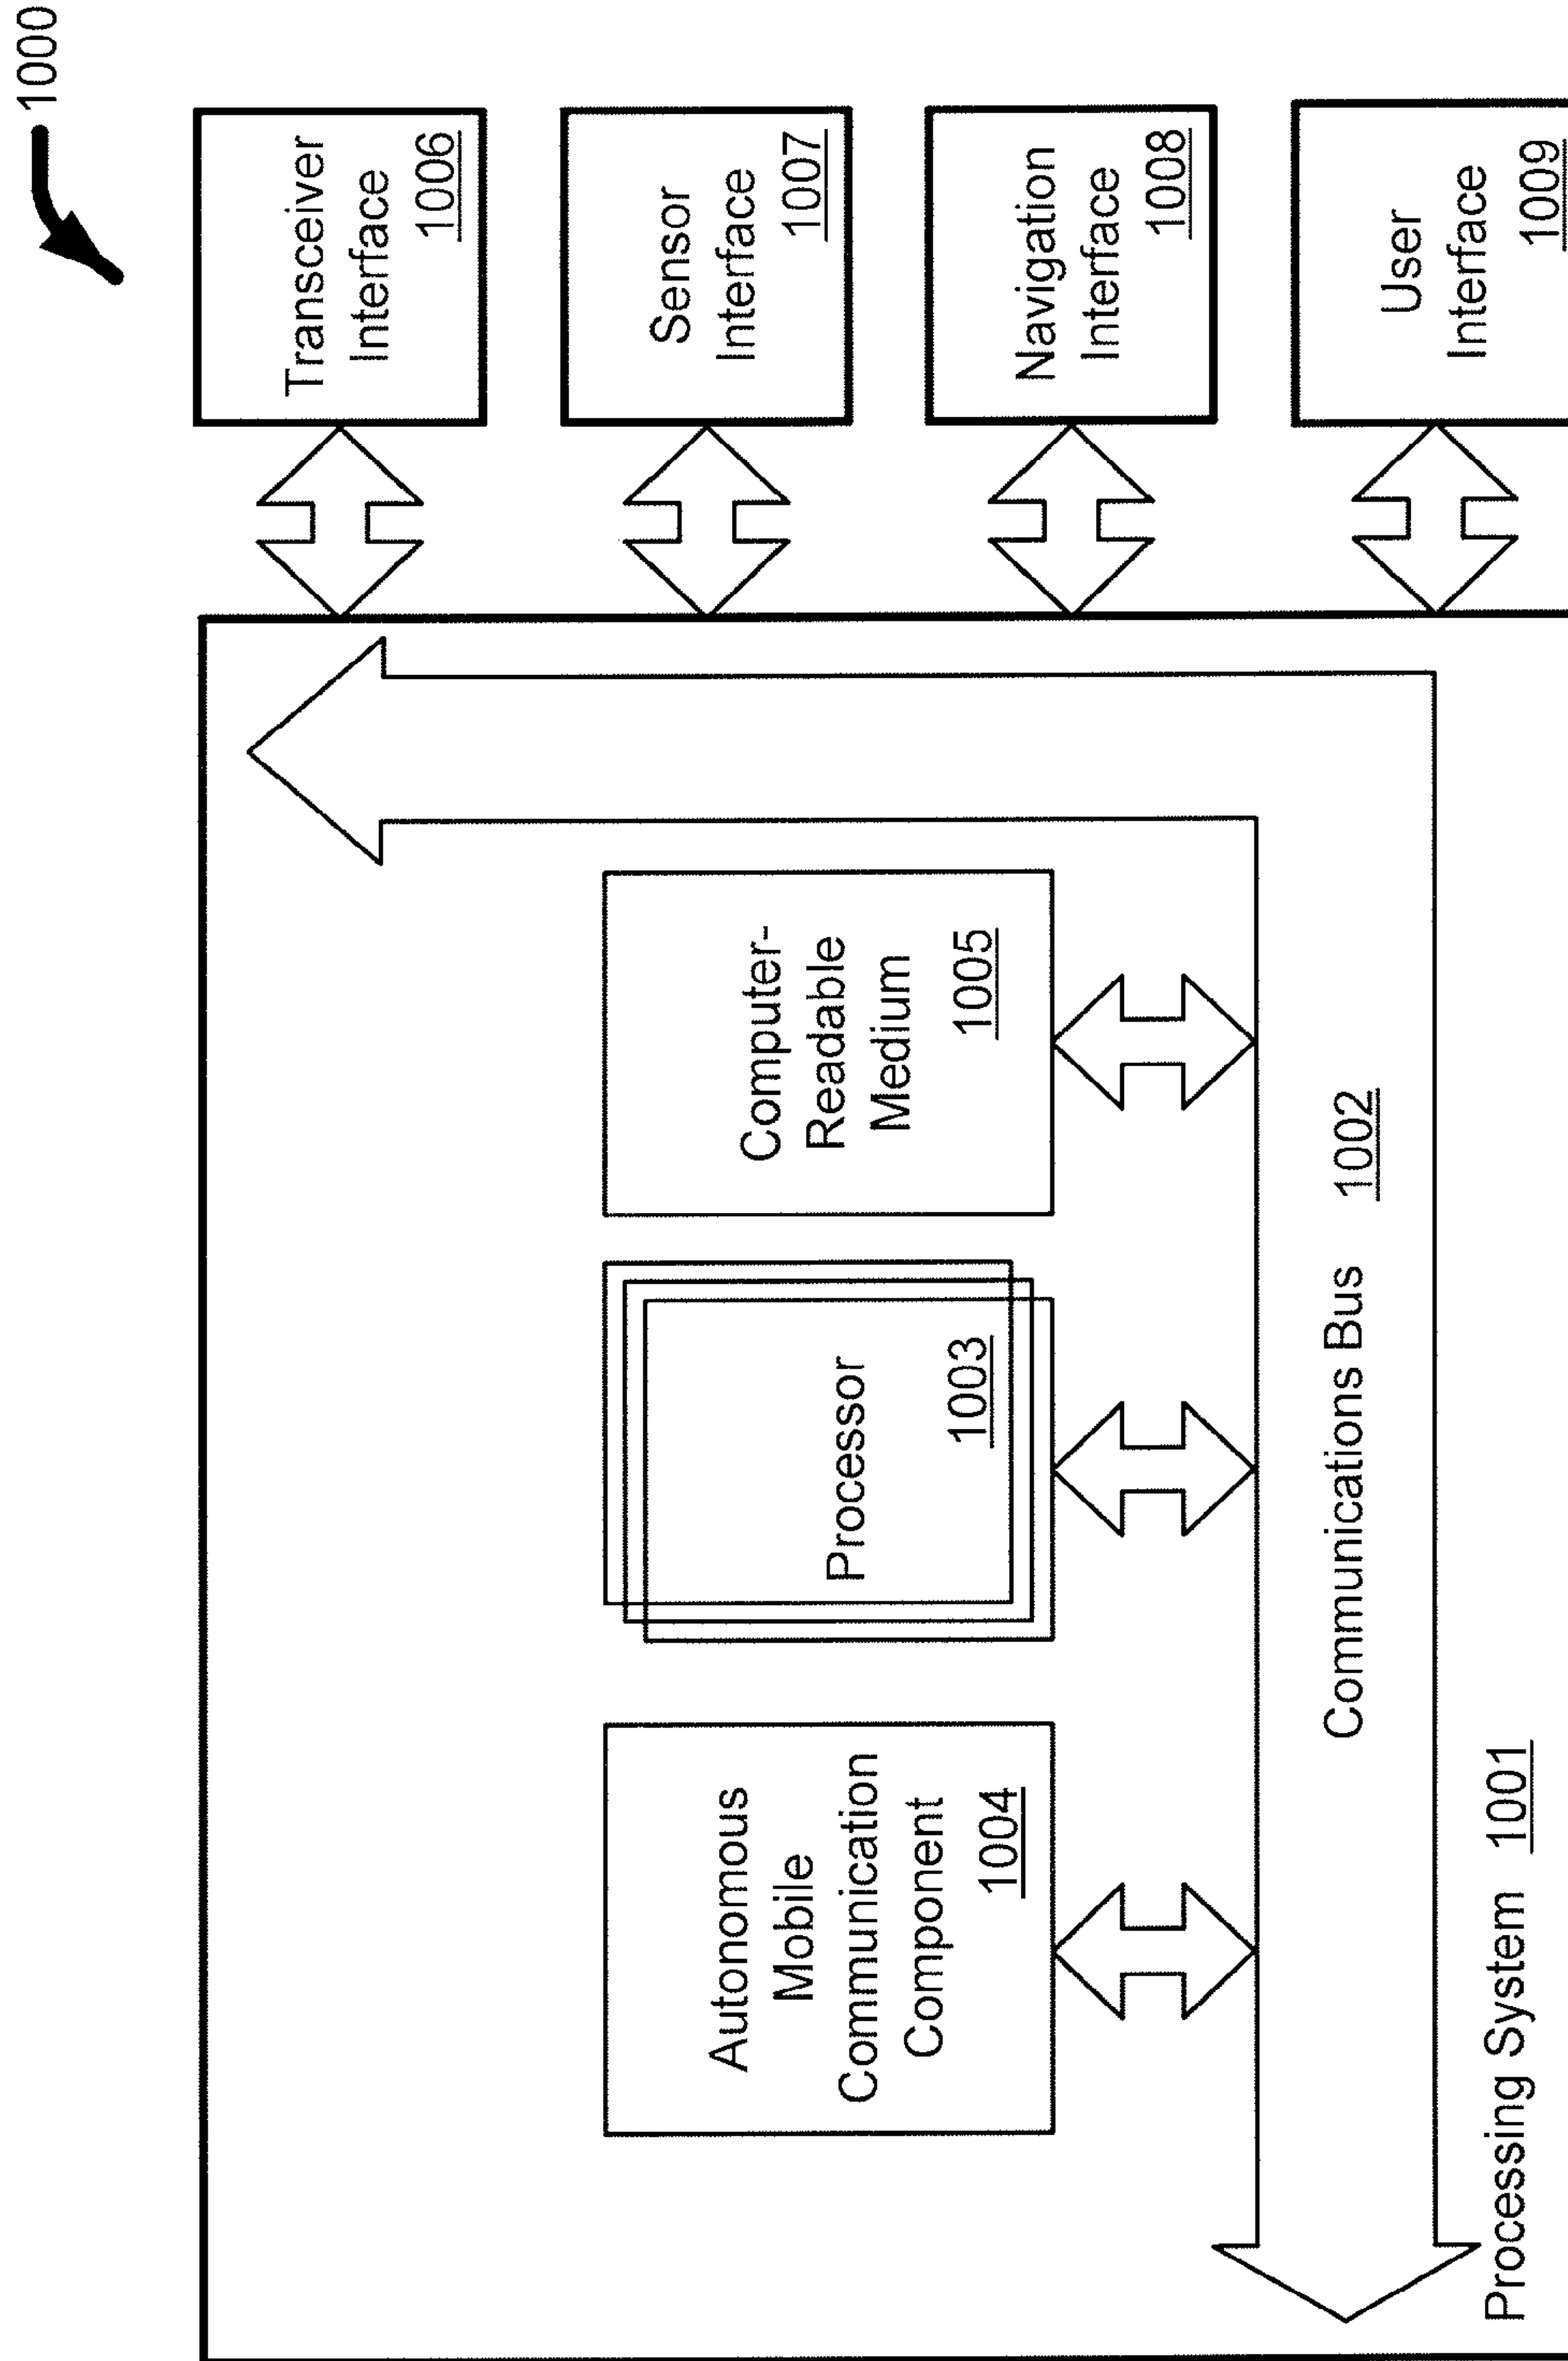 1000
Transceiver
Interface
1006
Sensor
Interface
1007
Navigation
Interface
1008
User
Interface
1009
Autonomous
Mobile
Communication
Component
1004
Processor
1003
Computer-
Readable
Medium
1005
Communications Bus 1002
Processing System 1001